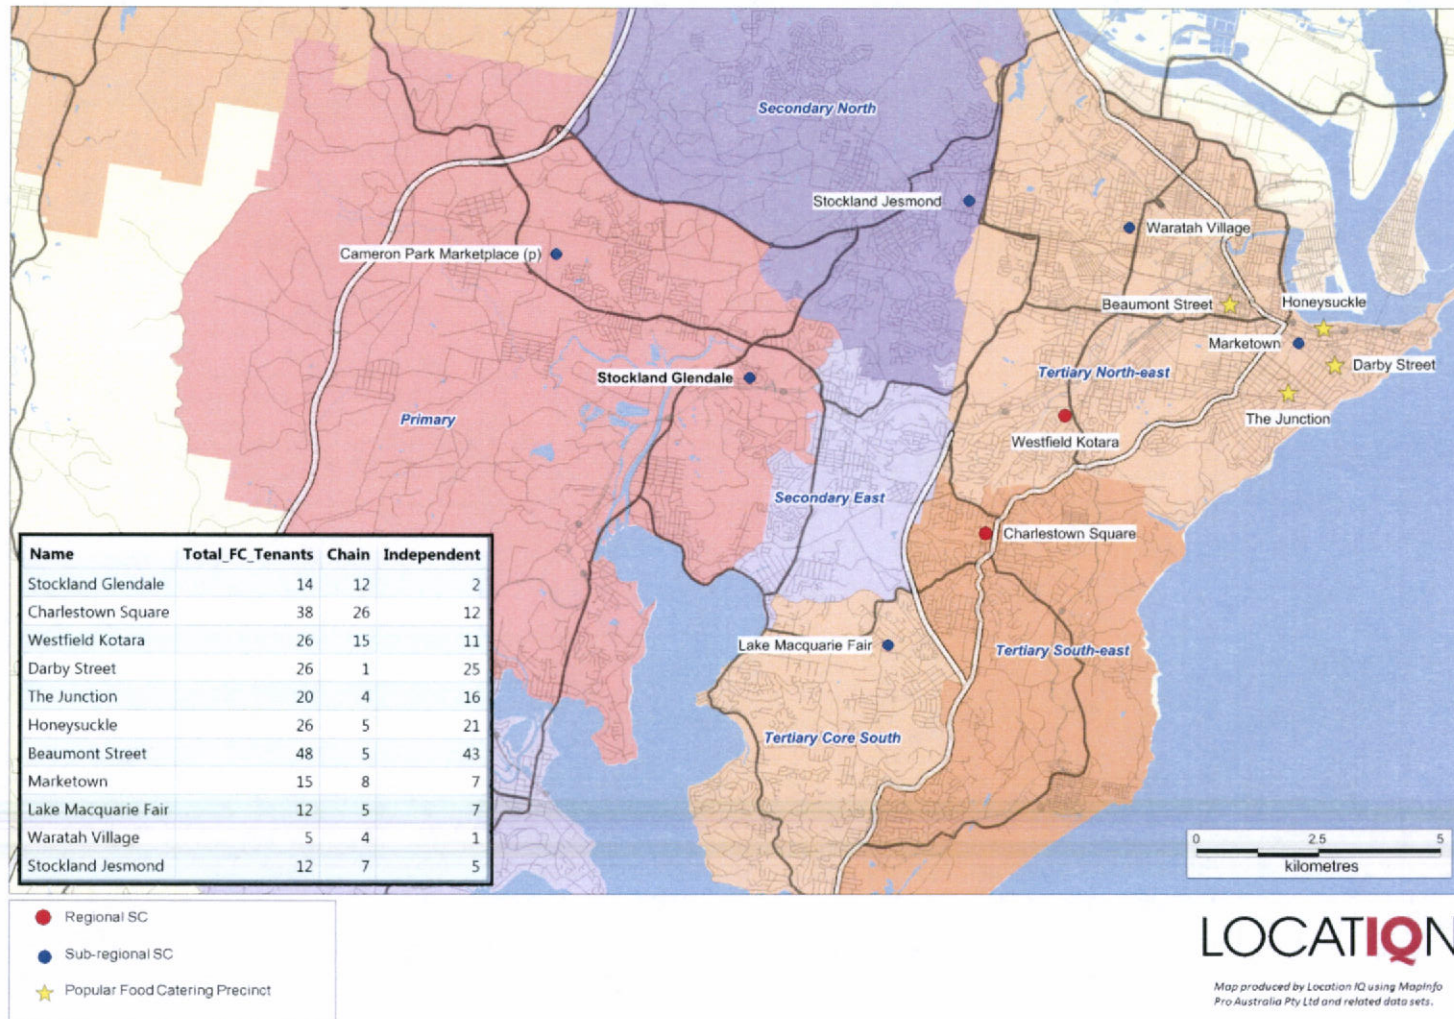 Secondary North
Stockland Jesmond
Waratah Village
Cameron Park Marketplace (p)
Beaumont Street
Honeysuckle
Marketown
Darby Street
Stockland Glendale
Tertiary North-east
Primary
The Junction
Westfield Kotara
Secondary East
Charlestown Square
Lake Macquarie Fair
Tertiary South-east
Tertiary Core South
Name Total_FC_Tenants Chain Independent
Stockland Glendale 14 12 2
Charlestown Square 38 26 12
Westfield Kotara 26 15 11
Darby Street 26 1 25
The Junction 20 4 16
Honeysuckle 26 5 21
Beaumont Street 48 5 43
Marketown 15 8 7
Lake Macquarie Fair 12 5 7
Waratah Village 5 4 1
Stockland Jesmond 12 7 5
0 2.5 5
kilometres
Regional SC
Sub-regional SC
Popular Food Catering Precinct
LOCATIQN
Map produced by Location IQ using MapInfo
Pro Australia Pty Ltd and related data sets.